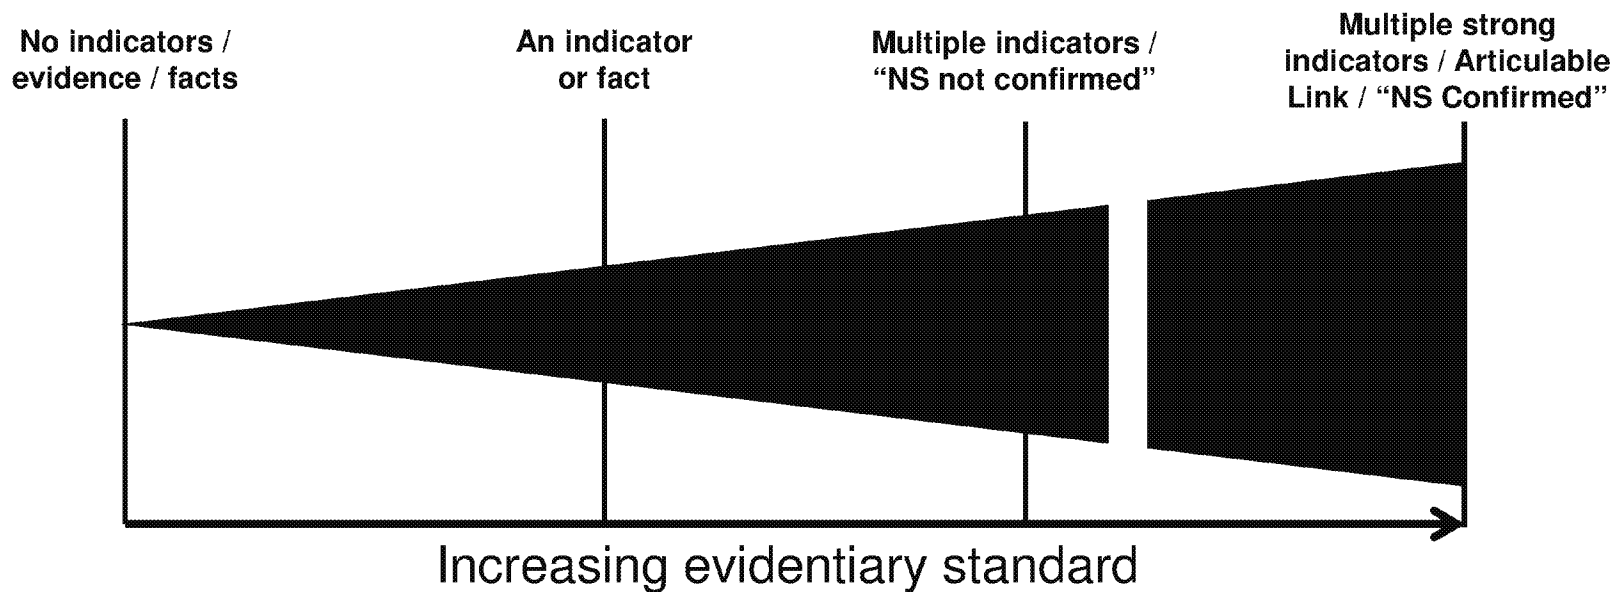 No indicators /
evidence / facts
An indicator
or fact
Multiple indicators /
“NS not confirmed”
Multiple strong
indicators / Articulable
Link / “NS Confirmed”
Increasing evidentiary standard